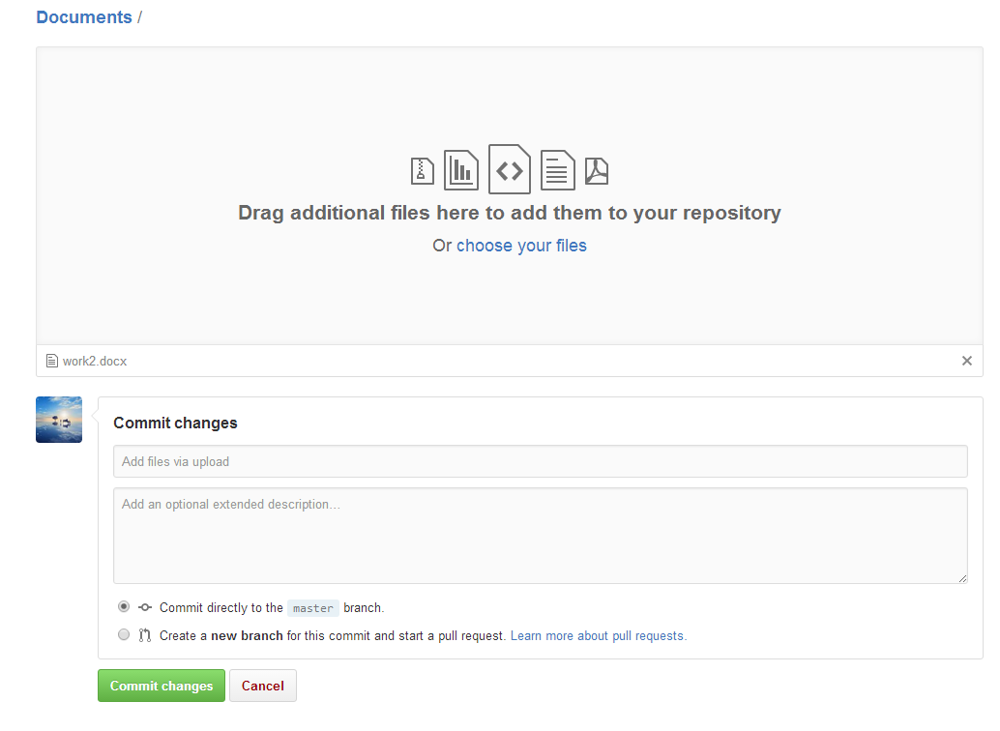 Documents /
Drag additional files here to add them to your repository
Or choose your files
work2.docx
Commit changes
Add files via upload
Add an optional extended description...
Commit directly to the master branch.
Create a new branch for this commit and start a pull request. Learn more about pull requests.
Commit changes Cancel